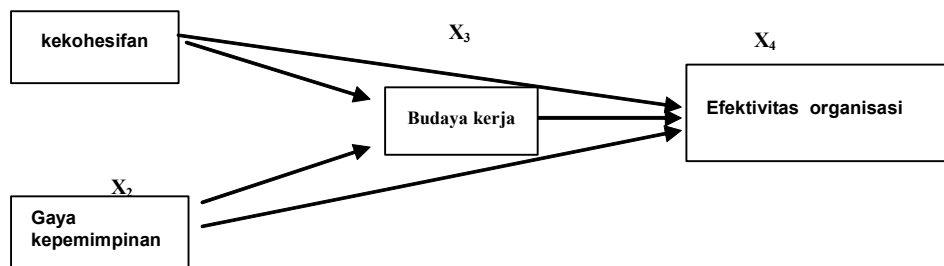 kekohesifan
X₃
X₄
Budaya kerja
Efektivitas organisasi
X₂
Gaya
kepemimpinan